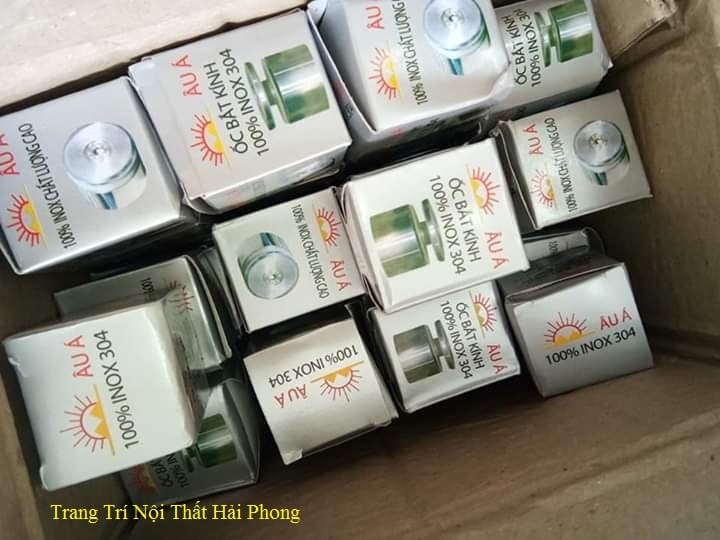 ÂU Á
100% INOX CHẤT LƯỢNG CAO
ÂU Á
ỐC BẮT KÍNH
100% INOX 304
ÂU Á
100% INOX CHẤT LƯỢNG CAO
ỐC BẮT KÍNH
100% INOX 304
ÂU Á
100% INOX CHẤT LƯỢNG CAO
100% INOX CHẤT LƯỢNG CAO
ÂU Á
ỐC BẮT KÍNH
100% INOX 304
ÂU Á
ÂU Á
100% INOX 304
ÂU Á
100% INOX 304
ÂU Á
100% INOX 304
ỐC BẮT KÍNH
100% INOX 304
ÂU Á
Trang Trí Nội Thất Hải Phong